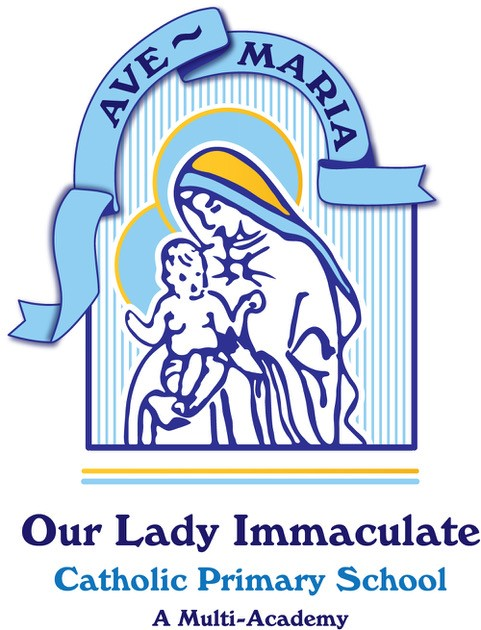 AVE ~ MARIA
Our Lady Immaculate
Catholic Primary School
A Multi-Academy